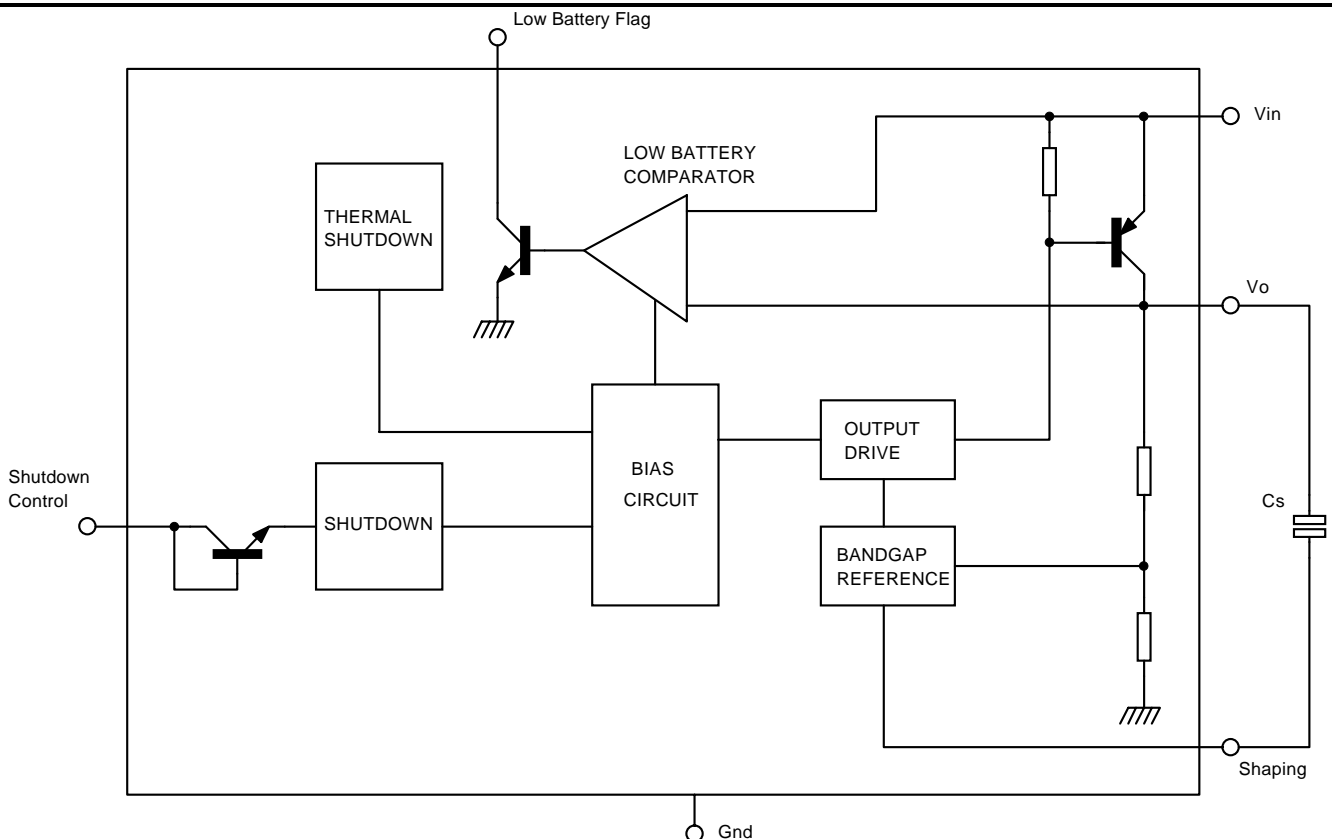 Low Battery Flag
Vin
LOW BATTERY
COMPARATOR
THERMAL
SHUTDOWN
Vo
OUTPUT
DRIVE
BIAS
CIRCUIT
Shutdown
Control
SHUTDOWN
Cs
BANDGAP
REFERENCE
Shaping
Gnd